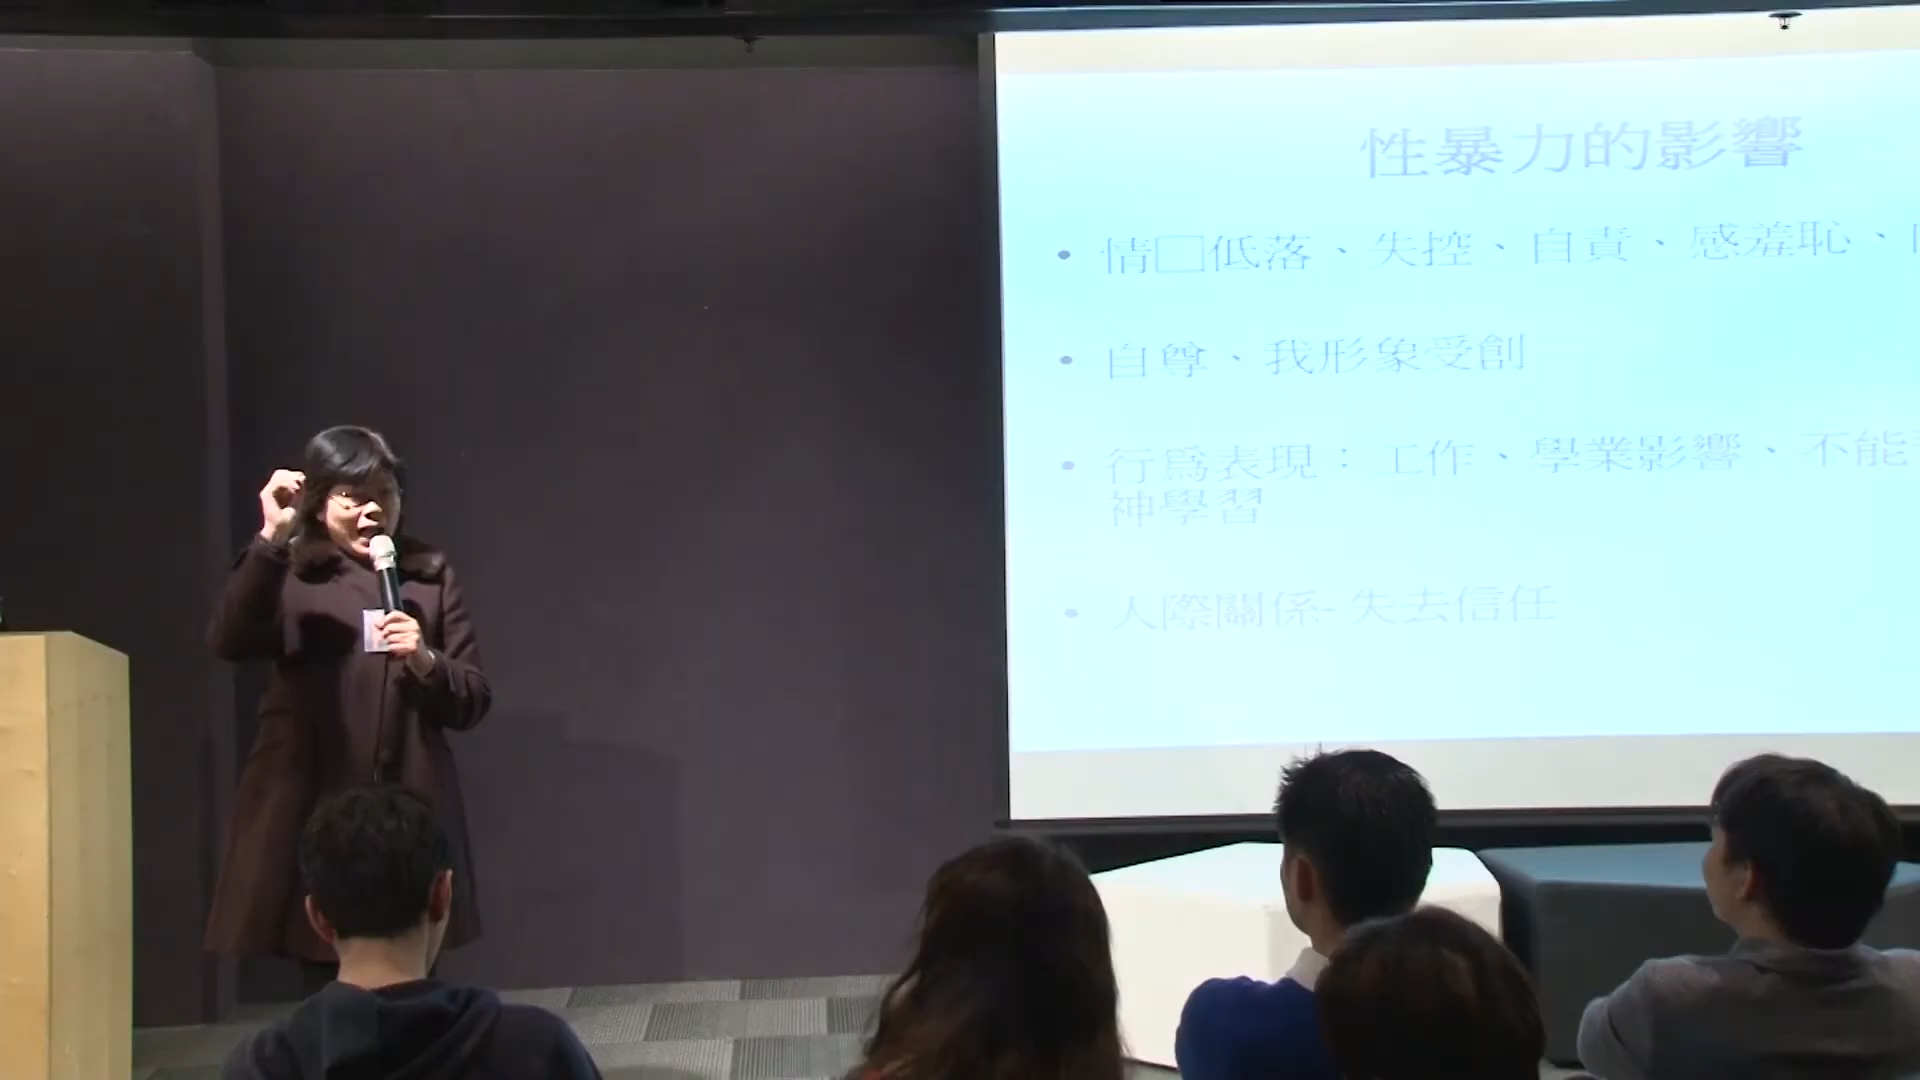 性暴力的影響
• 情□低落、失控、自責、感羞恥、
• 自尊、我形象受創
• 行為表現：工作、學業影響、不能
神學習
• 人際關係- 失去信任